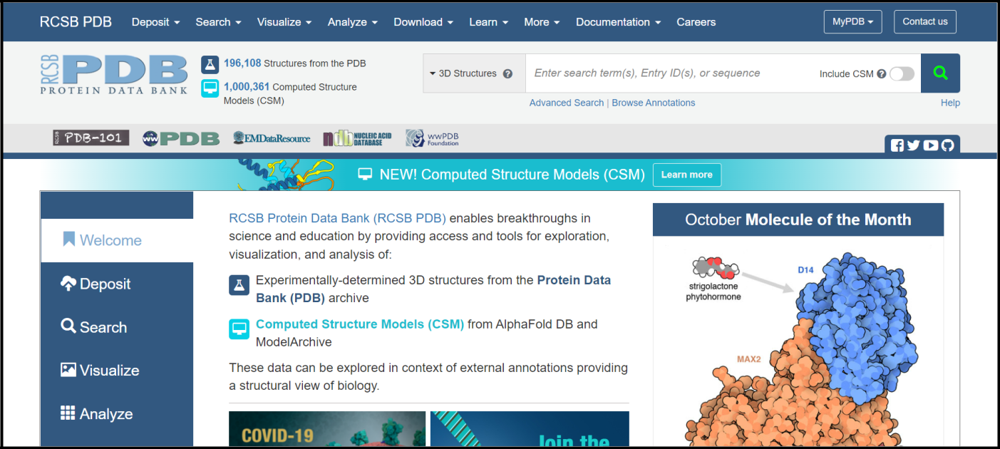 RCSB PDB Deposit Search Visualize Analyze Download Learn More Documentation Careers MyPDB Contact us
RCSB
PDB
PROTEIN DATA BANK
196,108 Structures from the PDB
1,000,361 Computed Structure
Models (CSM)
3D Structures ? Enter search term(s), Entry ID(s), or sequence Include CSM ?
Advanced Search | Browse Annotations Help
RCSB PDB-101 wwPDB EMDataResource ndb NUCLEIC ACID DATABASE wwPDB Foundation
NEW! Computed Structure Models (CSM) Learn more
Welcome
Deposit
Search
Visualize
Analyze
RCSB Protein Data Bank (RCSB PDB) enables breakthroughs in
science and education by providing access and tools for exploration,
visualization, and analysis of:
Experimentally-determined 3D structures from the Protein Data
Bank (PDB) archive
Computed Structure Models (CSM) from AlphaFold DB and
ModelArchive
These data can be explored in context of external annotations providing
a structural view of biology.
COVID-19
Join the
October Molecule of the Month
D14
strigolactone
phytohormone
MAX2